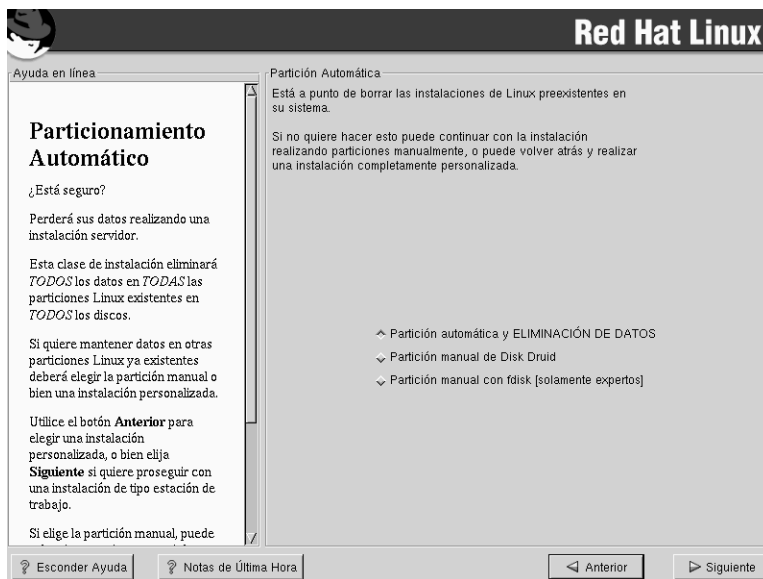 Red Hat Linux
Ayuda en línea
Particionamiento
Automático
¿Está seguro?
Perderá sus datos realizando una
instalación servidor.
Esta clase de instalación eliminará
TODOS los datos en TODAS las
particiones Linux existentes en
TODOS los discos.
Si quiere mantener datos en otras
particiones Linux ya existentes
deberá elegir la partición manual o
bien una instalación personalizada.
Utilice el botón Anterior para
elegir una instalación
personalizada, o bien elija
Siguiente si quiere proseguir con
una instalación de tipo estación de
trabajo.
Si elige la partición manual, puede
Partición Automática
Está a punto de borrar las instalaciones de Linux preexistentes en
su sistema.
Si no quiere hacer esto puede continuar con la instalación
realizando particiones manualmente, o puede volver atrás y realizar
una instalación completamente personalizada.
Partición automática y ELIMINACIÓN DE DATOS
Partición manual de Disk Druid
Partición manual con fdisk [solamente expertos]
Esconder Ayuda
Notas de Última Hora
Anterior
Siguiente